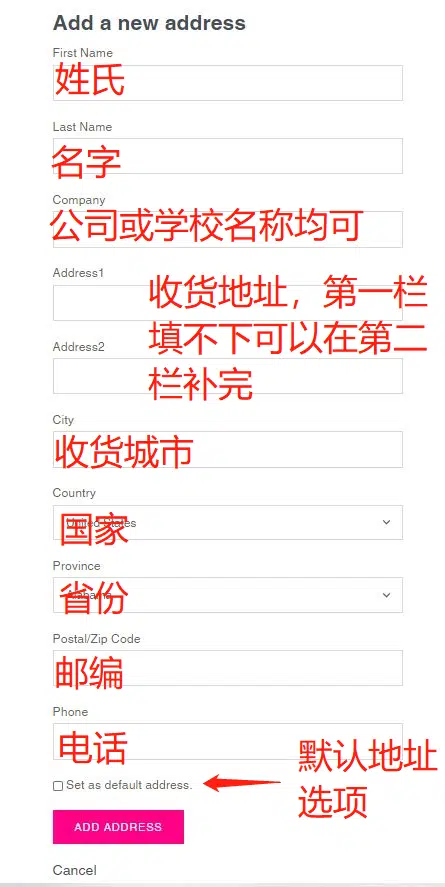 Add a new address
First Name
姓氏
Last Name
名字
Company
公司或学校名称均可
Address1
收货地址，第一栏
填不下可以在第二
Address2
栏补完
City
收货城市
Country
United States
国家
Province
Alabama
省份
Postal/Zip Code
邮编
Phone
电话
Set as default address.
默认地址
选项
ADD ADDRESS
Cancel